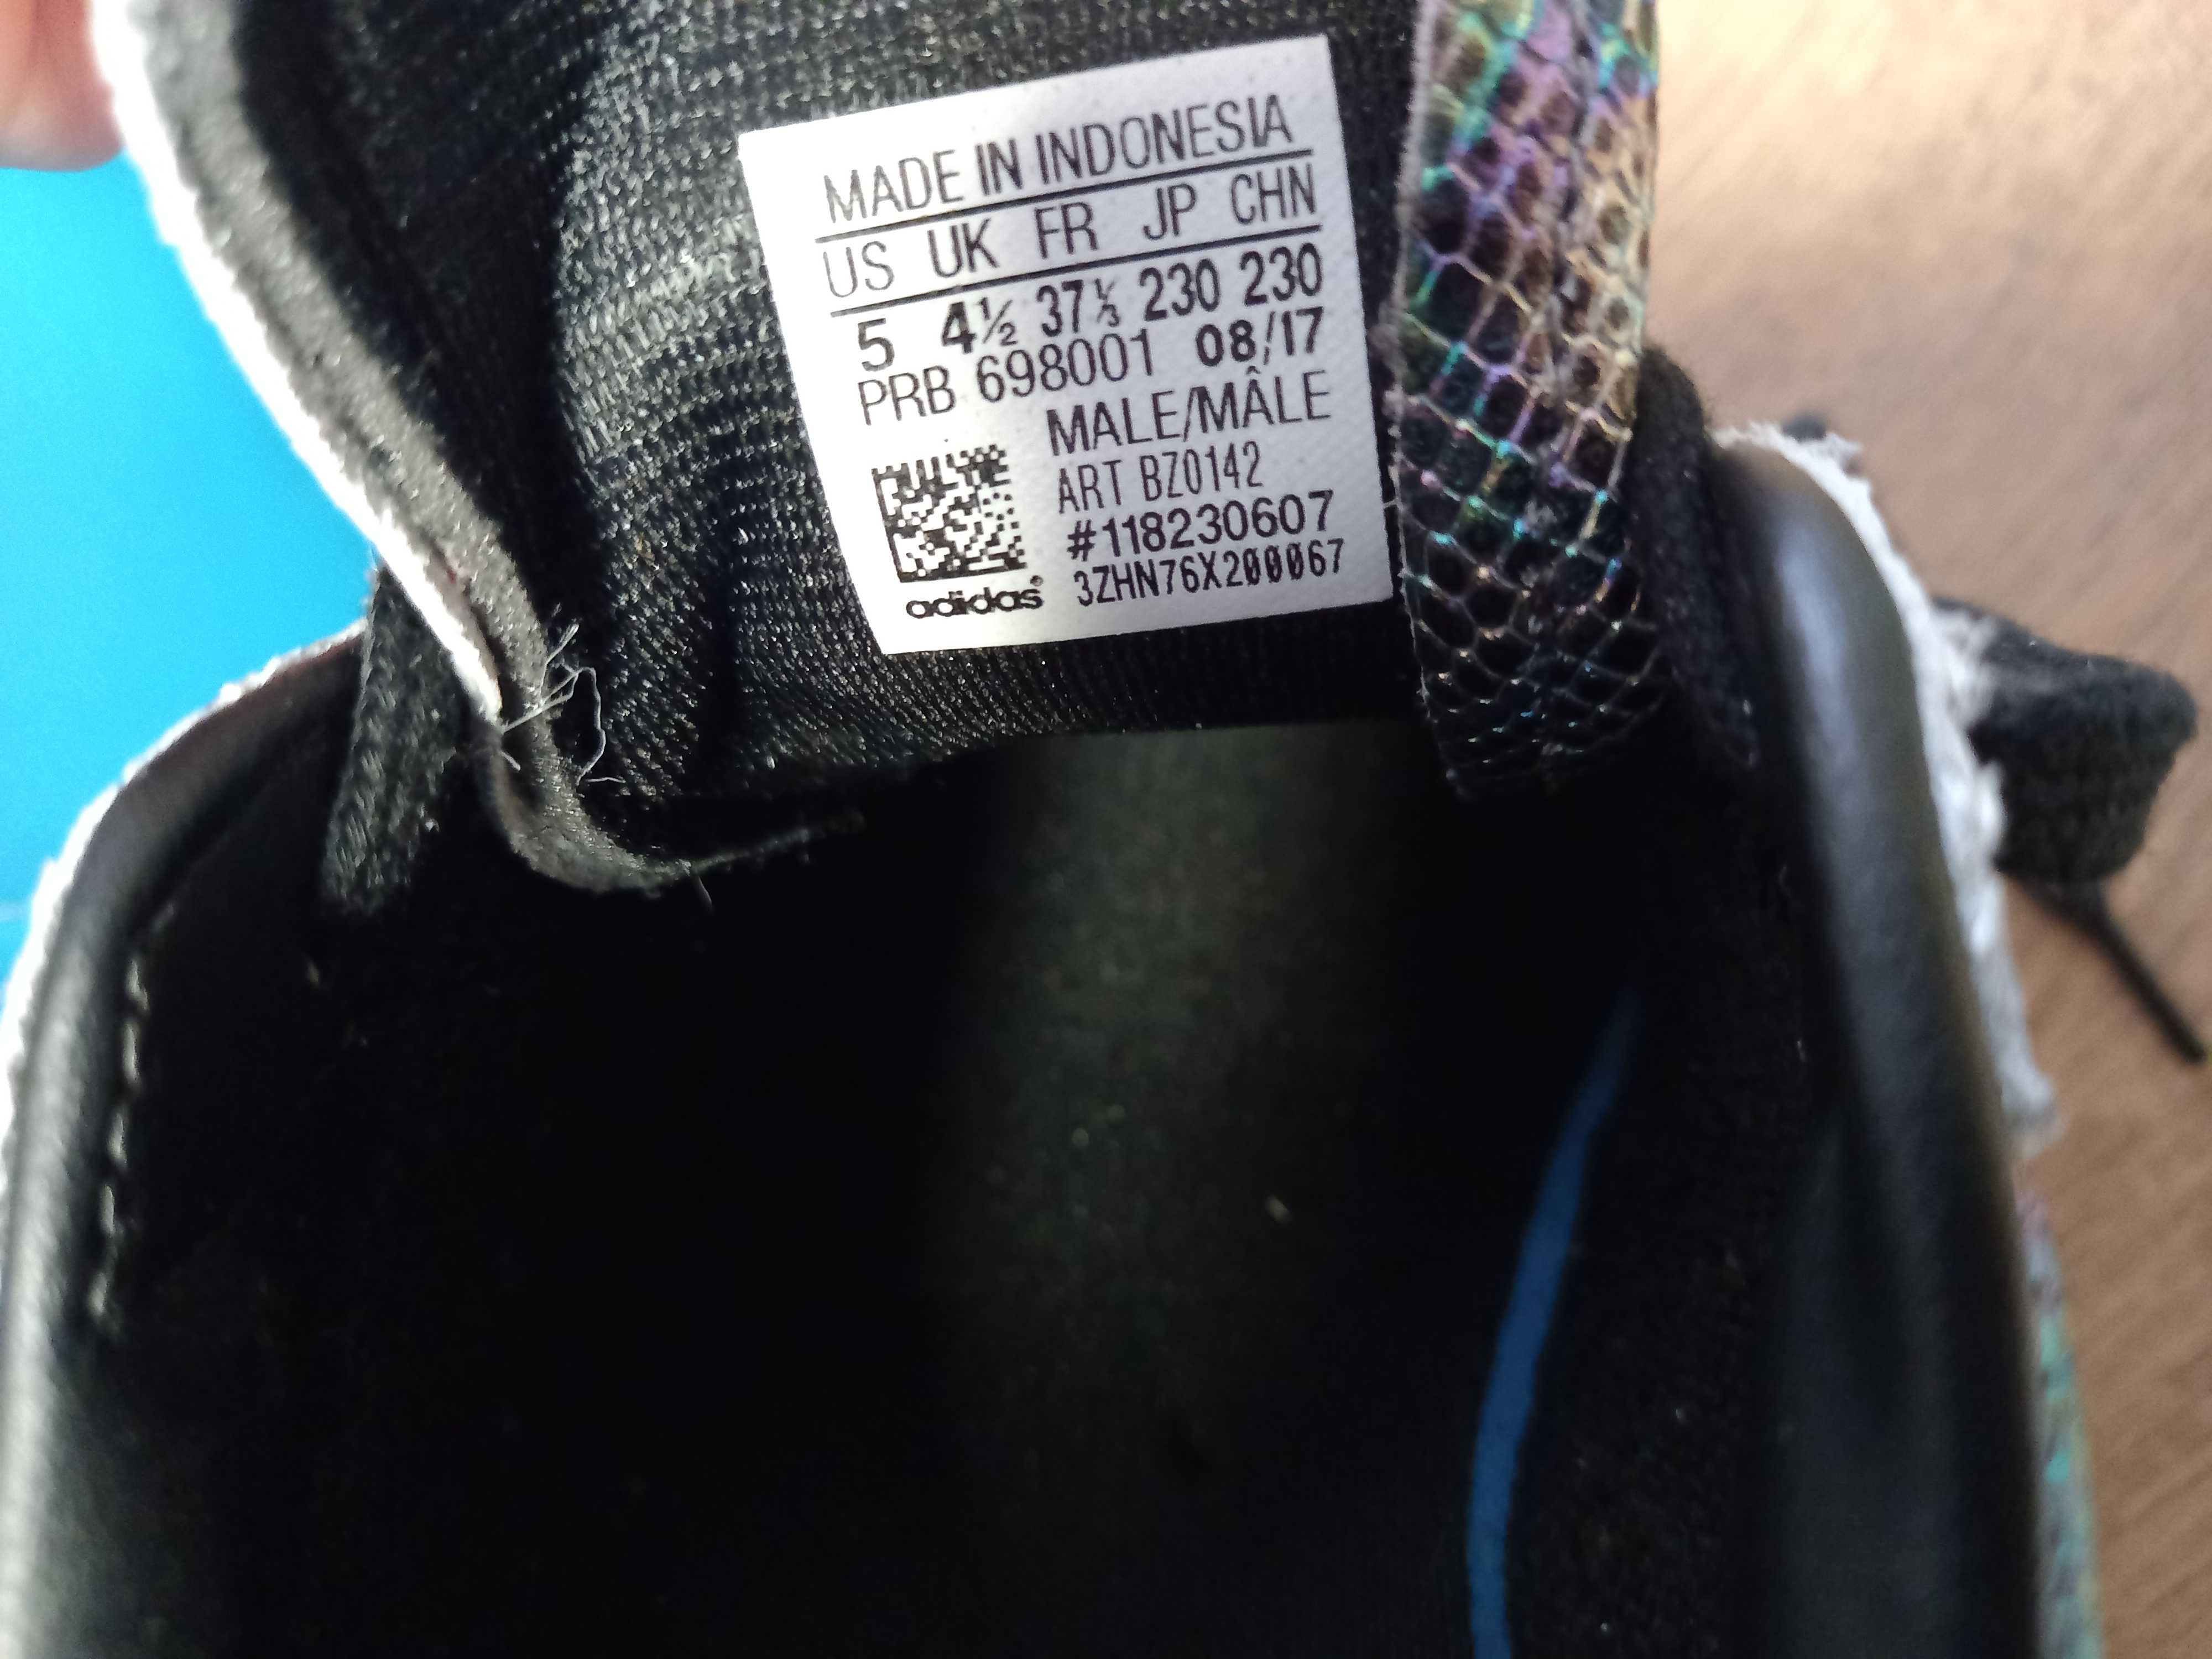 MADE IN INDONESIA
US UK FR JP CHN
5 4½ 37⅓ 230 230
PRB 698001 08/17
MALE/MÂLE
ART BZ0142
#118230607
adidas® 3ZHN76X200067